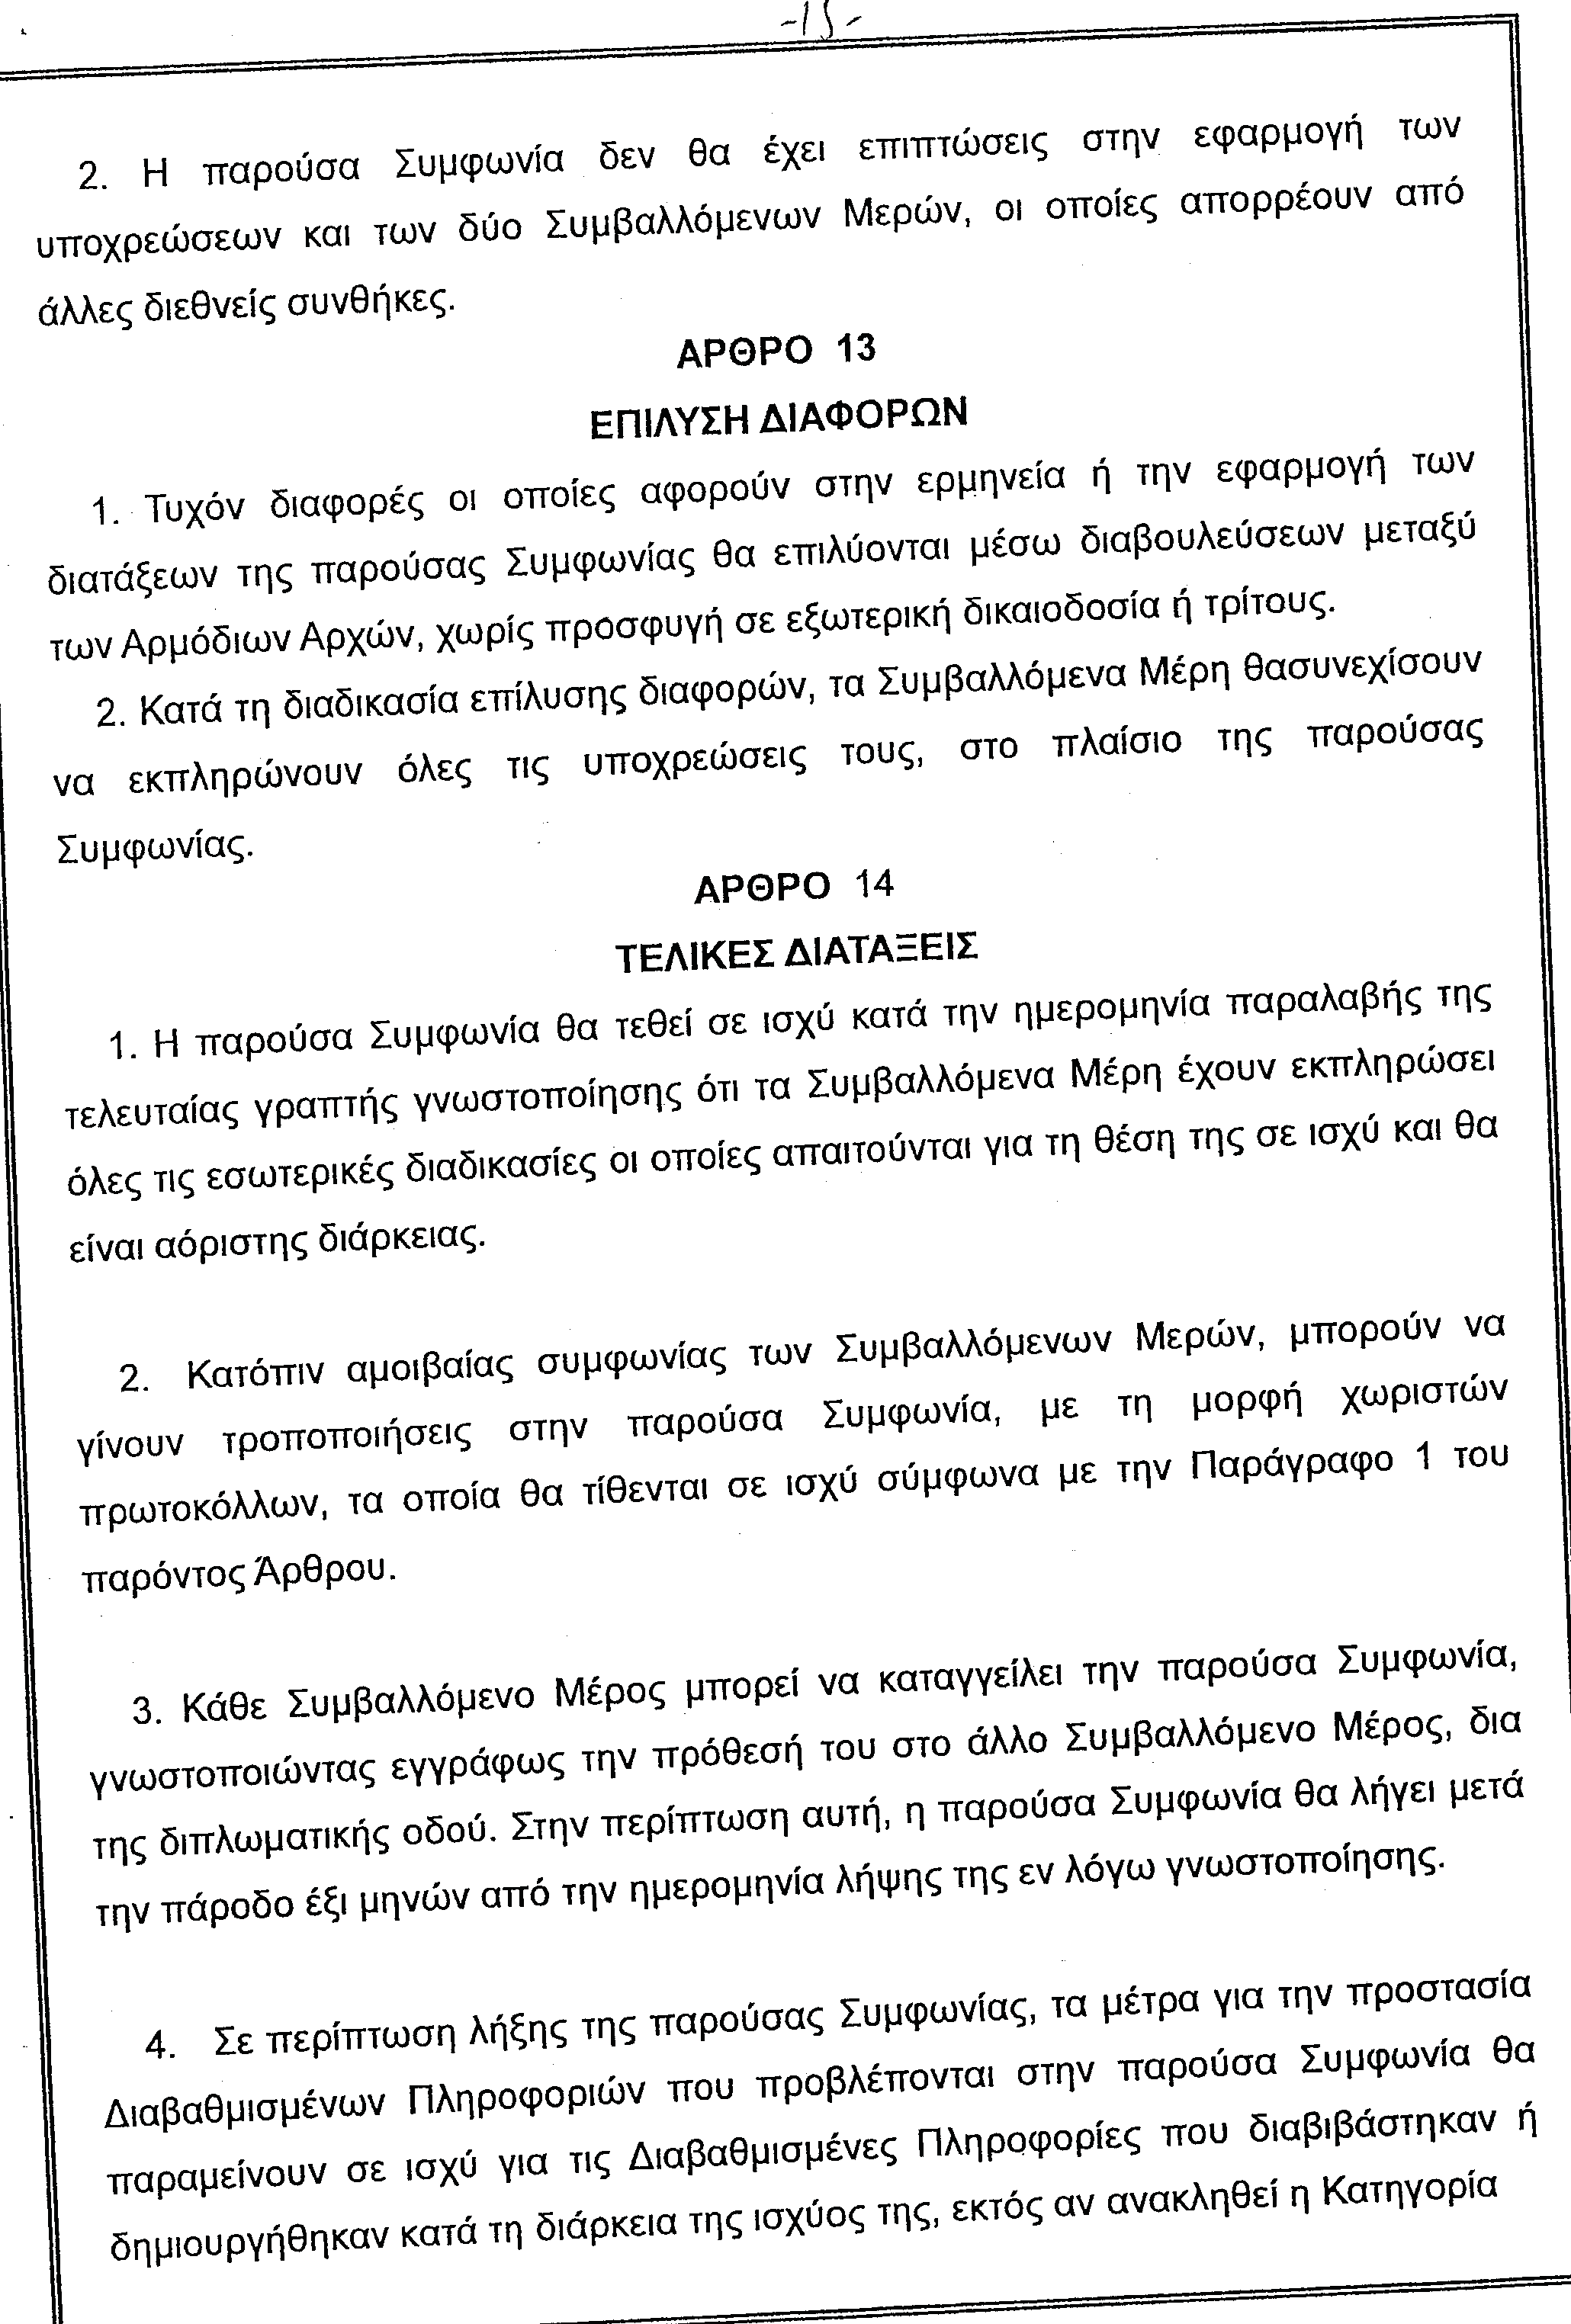 -15-
2. Η παρούσα Συμφωνία δεν θα έχει επιπτώσεις στην εφαρμογή των
υποχρεώσεων και των δύο Συμβαλλόμενων Μερών, οι οποίες απορρέουν από
άλλες διεθνείς συνθήκες.
ΑΡΘΡΟ 13
ΕΠΙΛΥΣΗ ΔΙΑΦΟΡΩΝ
1. Τυχόν διαφορές οι οποίες αφορούν στην ερμηνεία ή την εφαρμογή των
διατάξεων της παρούσας Συμφωνίας θα επιλύονται μέσω διαβουλεύσεων μεταξύ
των Αρμόδιων Αρχών, χωρίς προσφυγή σε εξωτερική δικαιοδοσία ή τρίτους.
2. Κατά τη διαδικασία επίλυσης διαφορών, τα Συμβαλλόμενα Μέρη θασυνεχίσουν
να εκπληρώνουν όλες τις υποχρεώσεις τους, στο πλαίσιο της παρούσας
Συμφωνίας.
ΑΡΘΡΟ 14
ΤΕΛΙΚΕΣ ΔΙΑΤΑΞΕΙΣ
1. Η παρούσα Συμφωνία θα τεθεί σε ισχύ κατά την ημερομηνία παραλαβής της
τελευταίας γραπτής γνωστοποίησης ότι τα Συμβαλλόμενα Μέρη έχουν εκπληρώσει
όλες τις εσωτερικές διαδικασίες οι οποίες απαιτούνται για τη θέση της σε ισχύ και θα
είναι αόριστης διάρκειας.
2. Κατόπιν αμοιβαίας συμφωνίας των Συμβαλλόμενων Μερών, μπορούν να
γίνουν τροποποιήσεις στην παρούσα Συμφωνία, με τη μορφή χωριστών
πρωτοκόλλων, τα οποία θα τίθενται σε ισχύ σύμφωνα με την Παράγραφο 1 του
παρόντος Άρθρου.
3. Κάθε Συμβαλλόμενο Μέρος μπορεί να καταγγείλει την παρούσα Συμφωνία,
γνωστοποιώντας εγγράφως την πρόθεσή του στο άλλο Συμβαλλόμενο Μέρος, δια
της διπλωματικής οδού. Στην περίπτωση αυτή, η παρούσα Συμφωνία θα λήγει μετά
την πάροδο έξι μηνών από την ημερομηνία λήψης της εν λόγω γνωστοποίησης.
4. Σε περίπτωση λήξης της παρούσας Συμφωνίας, τα μέτρα για την προστασία
Διαβαθμισμένων Πληροφοριών που προβλέπονται στην παρούσα Συμφωνία θα
παραμείνουν σε ισχύ για τις Διαβαθμισμένες Πληροφορίες που διαβιβάστηκαν ή
δημιουργήθηκαν κατά τη διάρκεια της ισχύος της, εκτός αν ανακληθεί η Κατηγορία